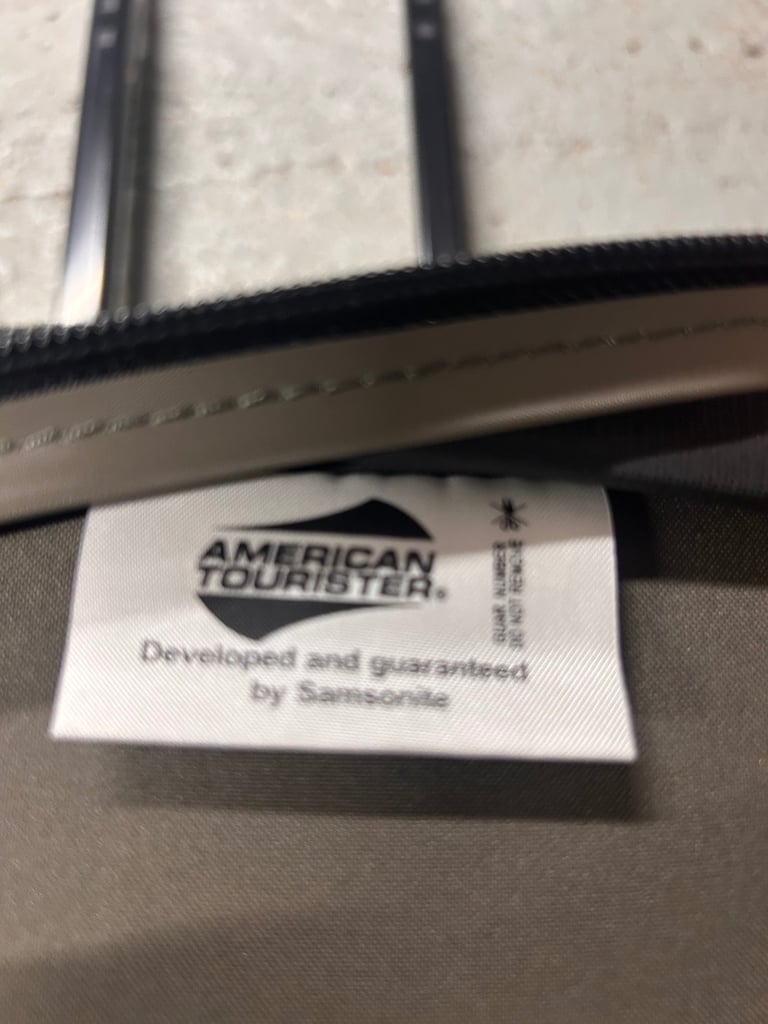 AMERICAN
TOURISTER®
Developed and guaranteed
by Samsonite
GUAR. NUMBER
DO NOT REMOVE